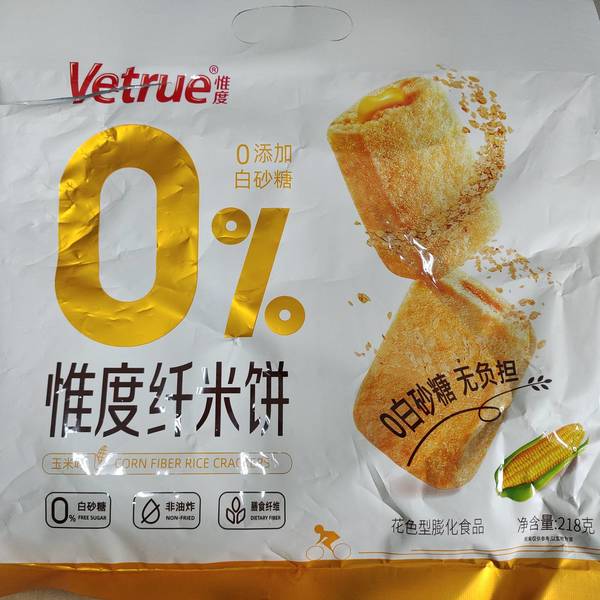 Vetrue®
惟度
0添加
白砂糖
0%
惟度纤米饼
玉米味
CORN FIBER RICE CRACKERS
0% 白砂糖
FREE SUGAR
非油炸
NON-FRIED
膳食纤维
DIETARY FIBER
0白砂糖 无负担
花色型膨化食品
净含量:218克